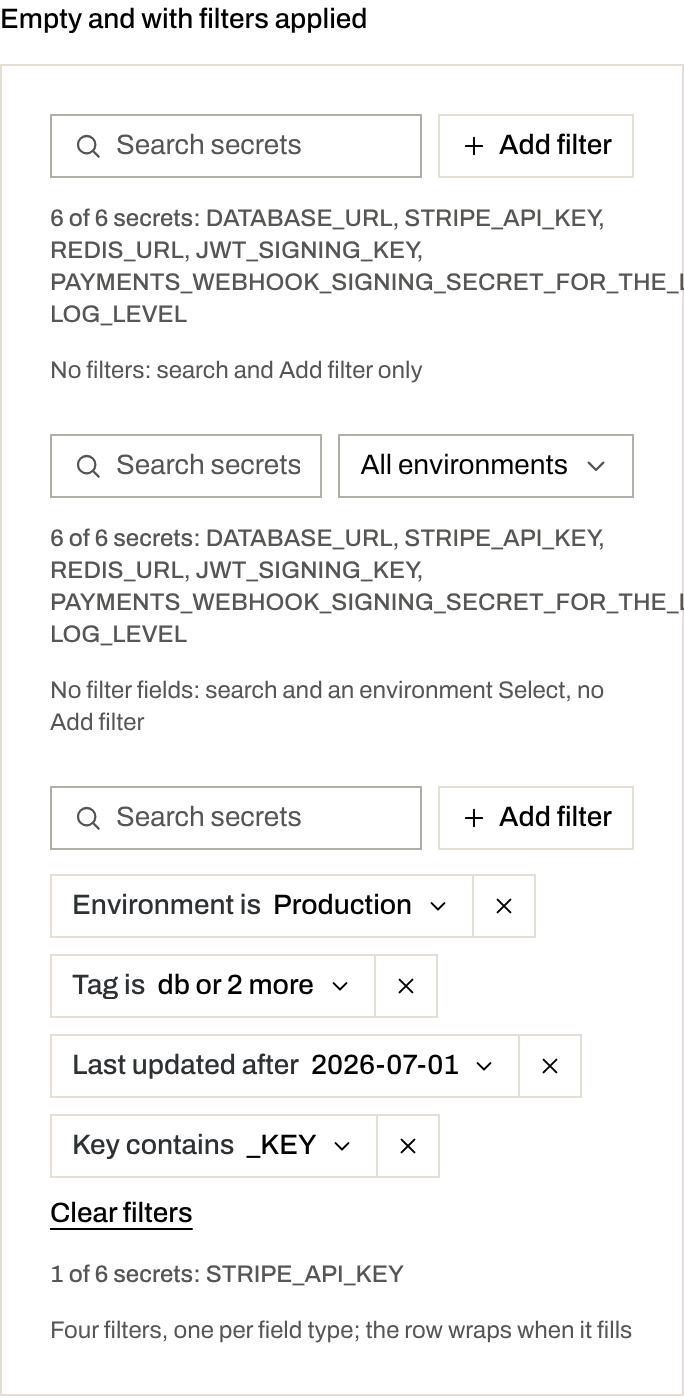 Empty and with filters applied
Search secrets
Add filter
6 of 6 secrets: DATABASE_URL, STRIPE_API_KEY,
REDIS_URL, JWT_SIGNING_KEY,
PAYMENTS_WEBHOOK_SIGNING_SECRET_FOR_THE_
LOG_LEVEL
No filters: search and Add filter only
Search secrets
All environments
6 of 6 secrets: DATABASE_URL, STRIPE_API_KEY,
REDIS_URL, JWT_SIGNING_KEY,
PAYMENTS_WEBHOOK_SIGNING_SECRET_FOR_THE_
LOG_LEVEL
No filter fields: search and an environment Select, no
Add filter
Search secrets
Add filter
Environment is Production
Tag is db or 2 more
Last updated after 2026-07-01
Key contains _KEY
Clear filters
1 of 6 secrets: STRIPE_API_KEY
Four filters, one per field type; the row wraps when it fills